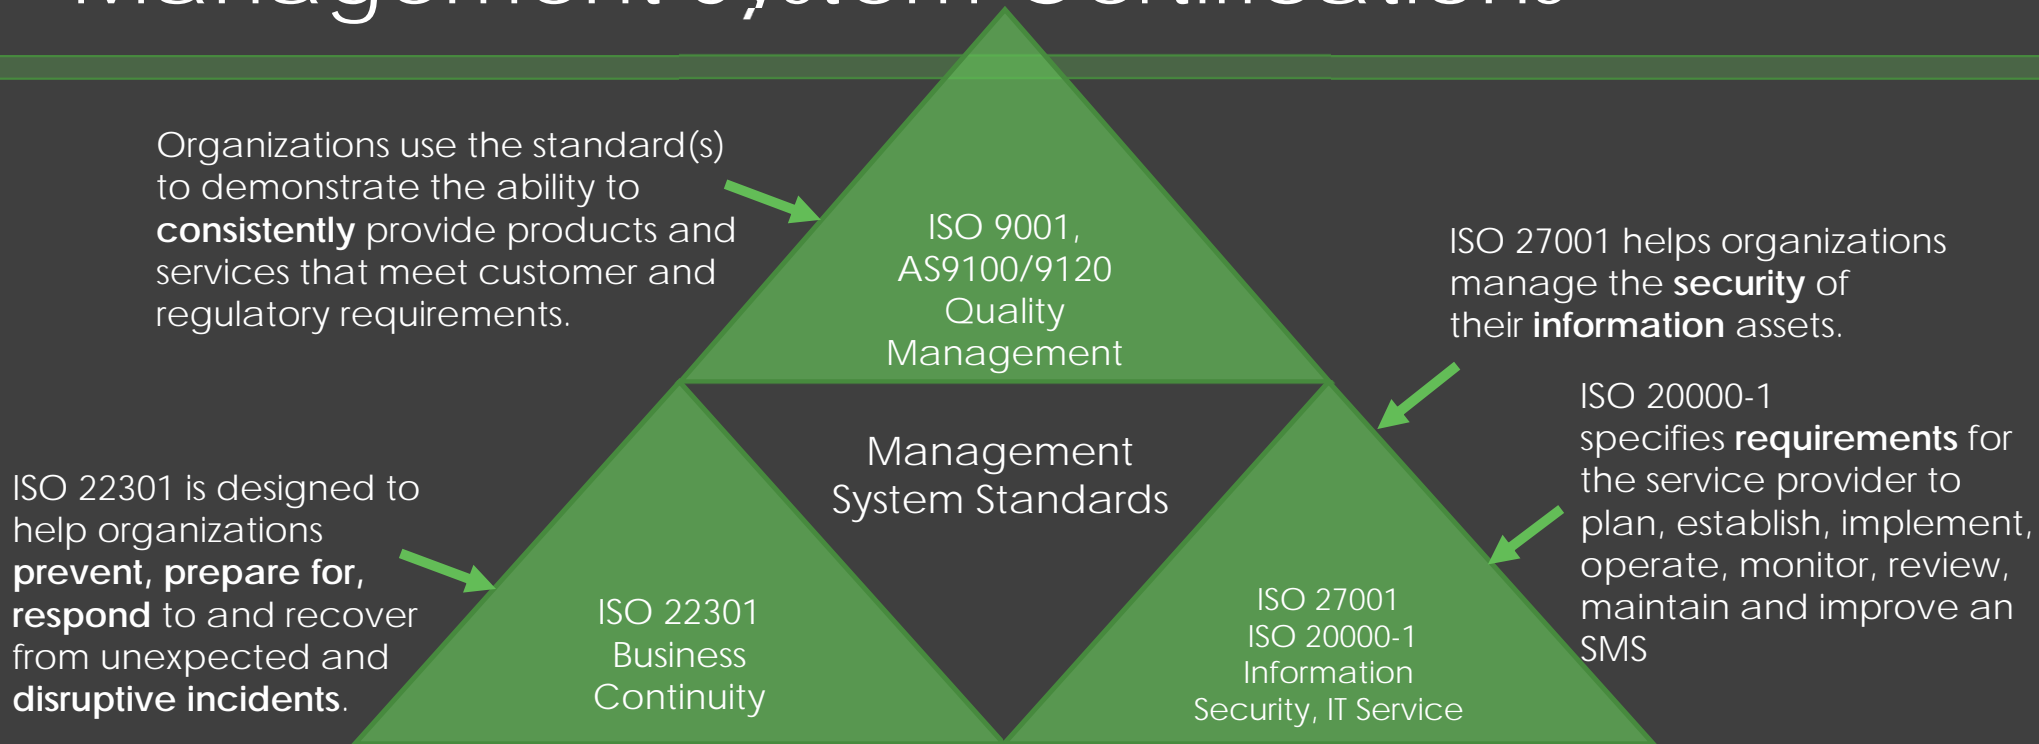 Management System Certifications
Organizations use the standard(s)
to demonstrate the ability to
consistently provide products and
services that meet customer and
regulatory requirements.
ISO 9001,
AS9100/9120
Quality
Management
ISO 27001 helps organizations
manage the security of
their information assets.
ISO 20000-1
specifies requirements for
the service provider to
plan, establish, implement,
operate, monitor, review,
maintain and improve an
SMS
Management
System Standards
ISO 22301 is designed to
help organizations
prevent, prepare for,
respond to and recover
from unexpected and
disruptive incidents.
ISO 22301
Business
Continuity
ISO 27001
ISO 20000-1
Information
Security, IT Service